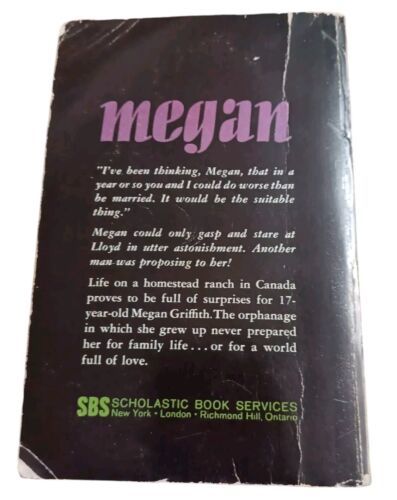 megan
"I've been thinking, Megan, that in a
year or so you and I could do worse than
be married. It would be the suitable
thing."
Megan could only gasp and stare at
Lloyd in utter astonishment. Another
man was proposing to her!
Life on a homestead ranch in Canada
proves to be full of surprises for 17-
year-old Megan Griffith. The orphanage
in which she grew up never prepared
her for family life...or for a world
full of love.
SBS SCHOLASTIC BOOK SERVICES
New York • London • Richmond Hill, Ontario